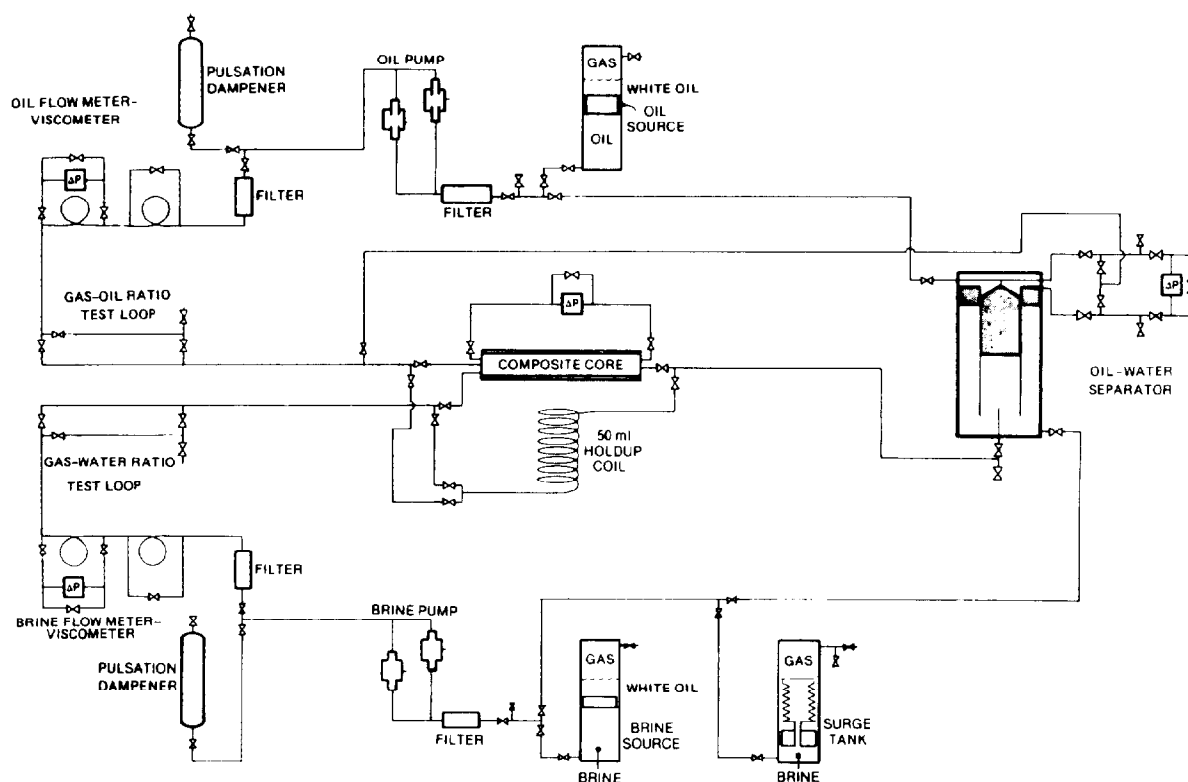 OIL PUMP
GAS
WHITE OIL
OIL
SOURCE
OIL
PULSATION
DAMPENER
OIL FLOW METER-
VISCOMETER
ΔP
FILTER
FILTER
GAS-OIL RATIO
TEST LOOP
ΔP
COMPOSITE CORE
ΔP
OIL-WATER
SEPARATOR
50 ml
HOLDUP
COIL
GAS-WATER RATIO
TEST LOOP
FILTER
ΔP
BRINE FLOW METER-
VISCOMETER
BRINE PUMP
PULSATION
DAMPENER
FILTER
GAS
WHITE OIL
BRINE
SOURCE
BRINE
GAS
SURGE
TANK
BRINE